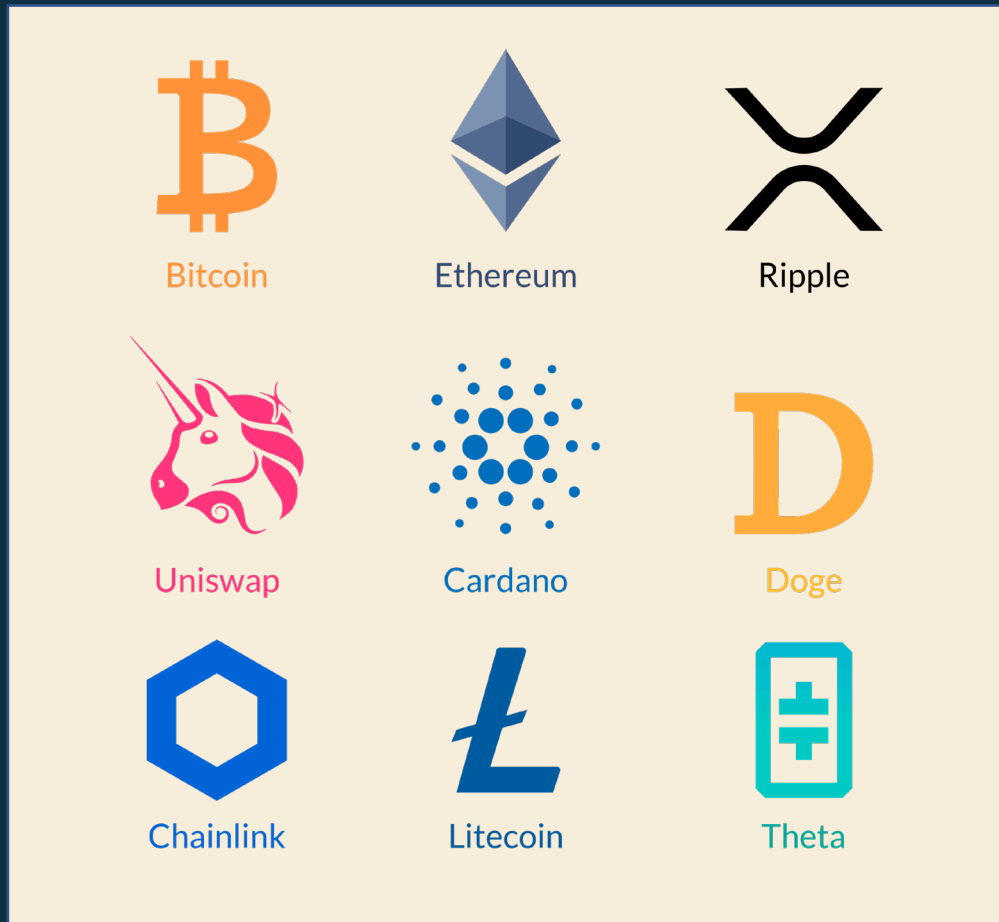 Bitcoin
Ethereum
Ripple
Uniswap
Cardano
Doge
Chainlink
Litecoin
Theta